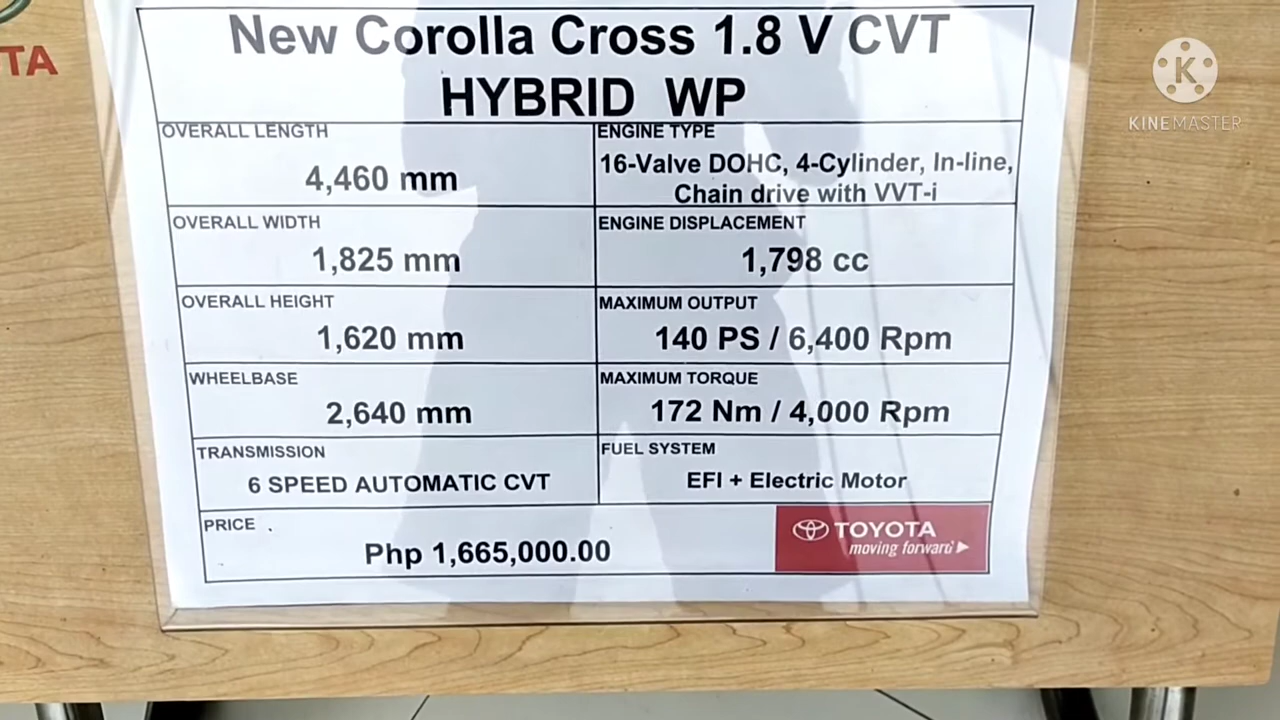 TA
New Corolla Cross 1.8 V CVT
HYBRID WP
OVERALL LENGTH
4,460 mm
ENGINE TYPE
16-Valve DOHC, 4-Cylinder, In-line,
Chain drive with VVT-i
OVERALL WIDTH
1,825 mm
ENGINE DISPLACEMENT
1,798 cc
OVERALL HEIGHT
1,620 mm
MAXIMUM OUTPUT
140 PS / 6,400 Rpm
WHEELBASE
2,640 mm
MAXIMUM TORQUE
172 Nm / 4,000 Rpm
TRANSMISSION
6 SPEED AUTOMATIC CVT
FUEL SYSTEM
EFI + Electric Motor
PRICE .
Php 1,665,000.00
TOYOTA
moving forward
K
KINEMASTER